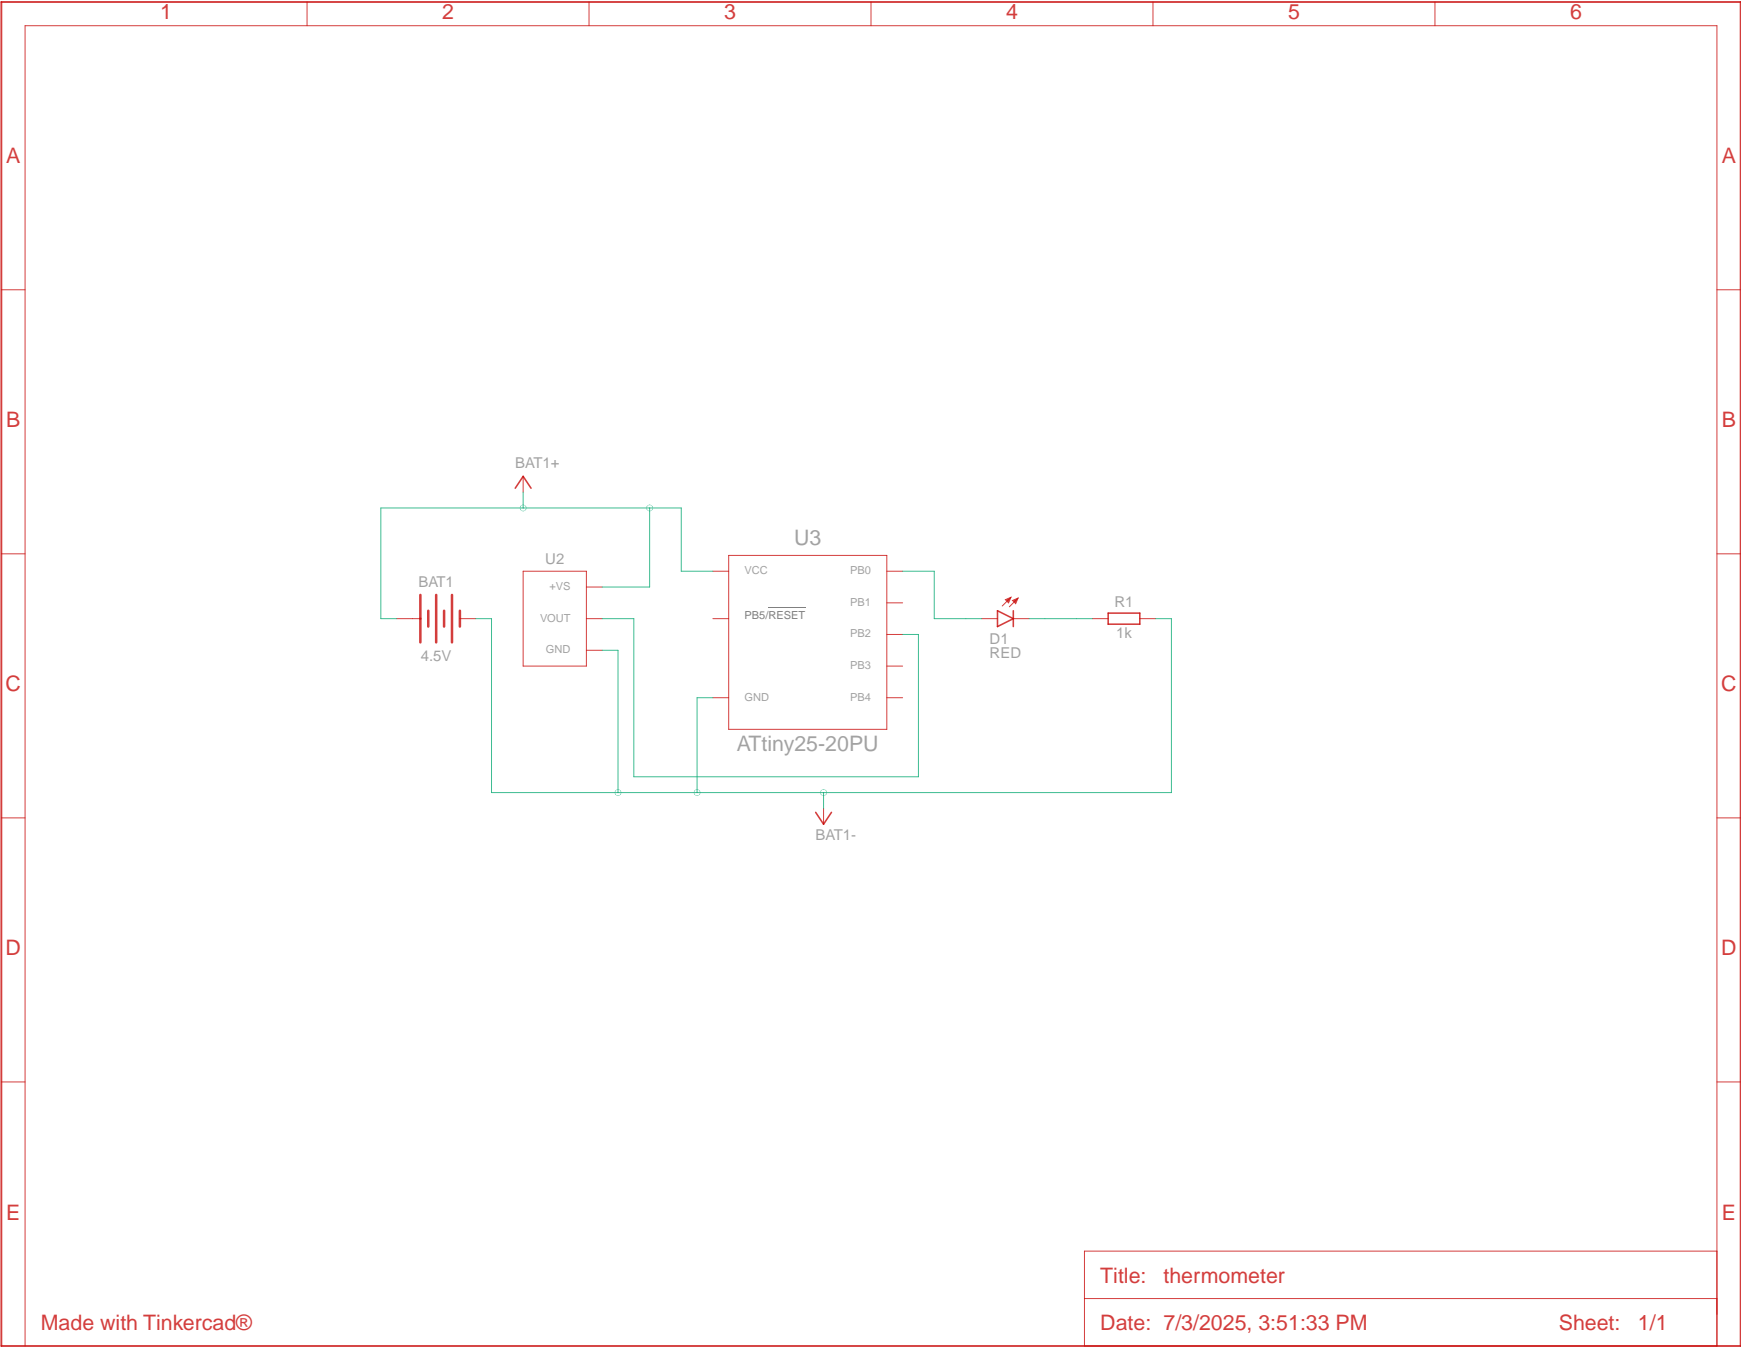 1 2 3 4 5 6
A A
B B
BAT1+
U3
U2
VCC PB0
BAT1
+VS
PB1
R1
PB5/RESET
VOUT
PB2
1k
D1
GND
4.5V
RED
PB3
C C
GND PB4
ATtiny25-20PU
BAT1-
D D
E E
Title: thermometer
Made with Tinkercad®
Date: 7/3/2025, 3:51:33 PM Sheet: 1/1